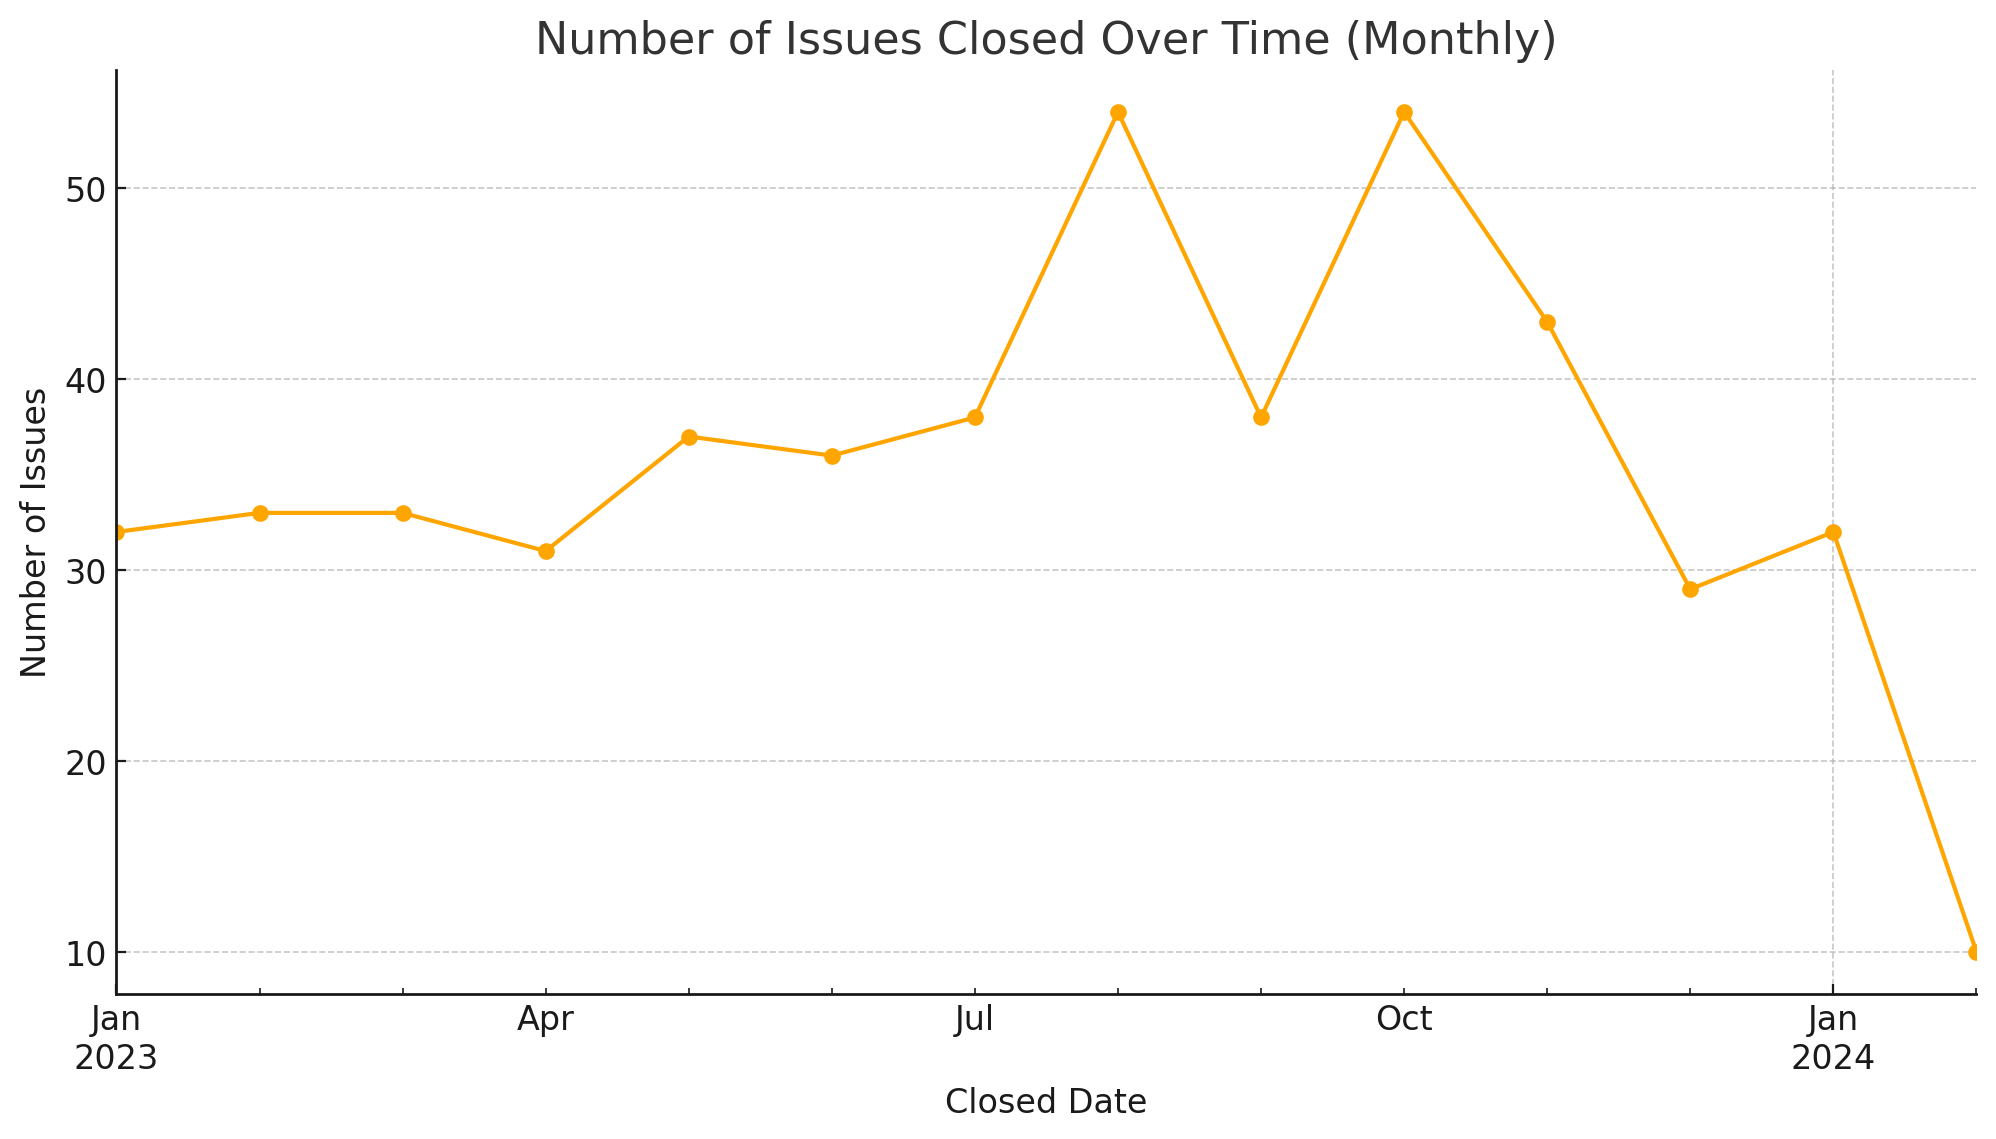 Number of Issues Closed Over Time (Monthly)
Number of Issues
50
40
30
20
10
Jan
2023
Apr
Jul
Oct
Jan
2024
Closed Date